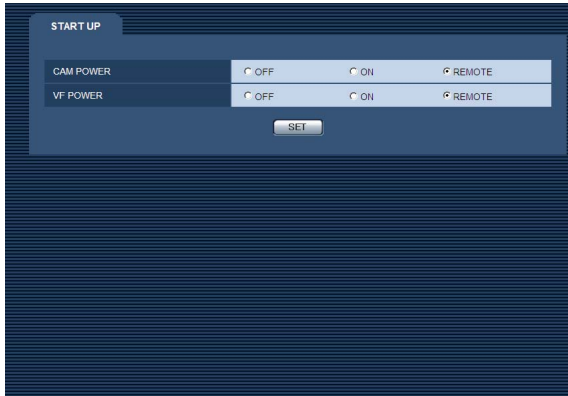 START UP
CAM POWER OFF ON REMOTE
VF POWER OFF ON REMOTE
SET